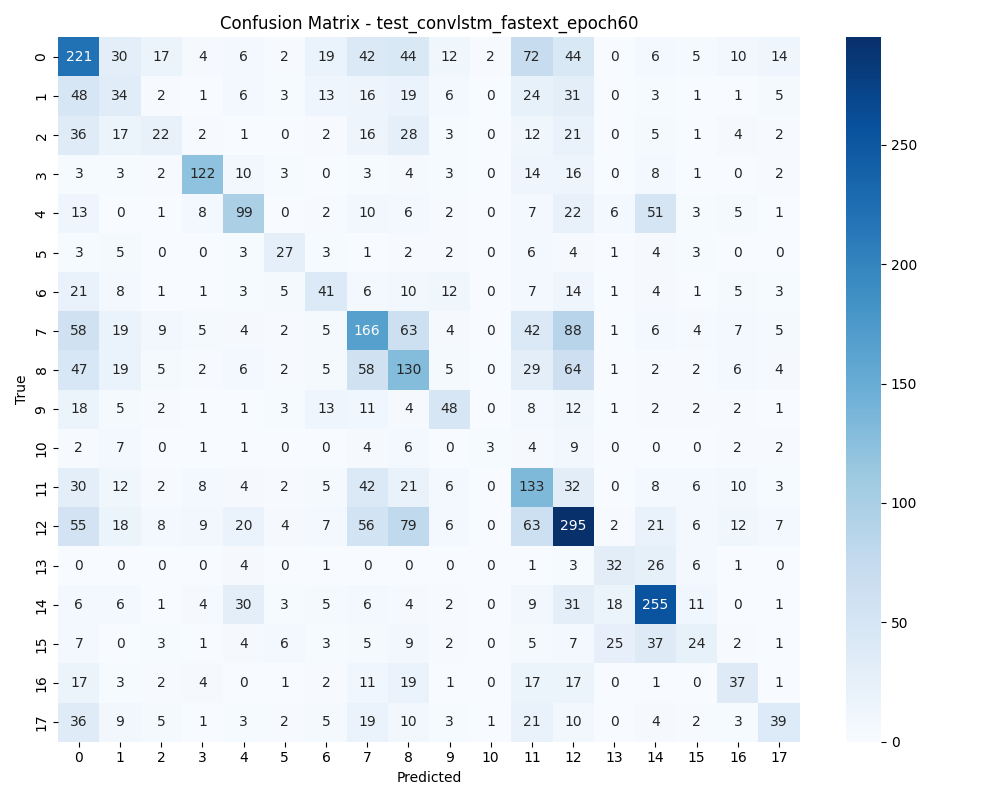 Confusion Matrix - test_convlstm_fastext_epoch60
0 221 30 17 4 6 2 19 42 44 12 2 72 44 0 6 5 10 14
1 48 34 2 1 6 3 13 16 19 6 0 24 31 0 3 1 1 5
2 36 17 22 2 1 0 2 16 28 3 0 12 21 0 5 1 4 2
3 3 3 2 122 10 3 0 3 4 3 0 14 16 0 8 1 0 2
4 13 0 1 8 99 0 2 10 6 2 0 7 22 6 51 3 5 1
5 3 5 0 0 3 27 3 1 2 2 0 6 4 1 4 3 0 0
6 21 8 1 1 3 5 41 6 10 12 0 7 14 1 4 1 5 3
7 58 19 9 5 4 2 5 166 63 4 0 42 88 1 6 4 7 5
8 47 19 5 2 6 2 5 58 130 5 0 29 64 1 2 2 6 4
True
9 18 5 2 1 1 3 13 11 4 48 0 8 12 1 2 2 2 1
10 2 7 0 1 1 0 0 4 6 0 3 4 9 0 0 0 2 2
11 30 12 2 8 4 2 5 42 21 6 0 133 32 0 8 6 10 3
12 55 18 8 9 20 4 7 56 79 6 0 63 295 2 21 6 12 7
13 0 0 0 0 4 0 1 0 0 0 0 1 3 32 26 6 1 0
14 6 6 1 4 30 3 5 6 4 2 0 9 31 18 255 11 0 1
15 7 0 3 1 4 6 3 5 9 2 0 5 7 25 37 24 2 1
16 17 3 2 4 0 1 2 11 19 1 0 17 17 0 1 0 37 1
17 36 9 5 1 3 2 5 19 10 3 1 21 10 0 4 2 3 39
0 1 2 3 4 5 6 7 8 9 10 11 12 13 14 15 16 17
Predicted
250
200
150
100
50
0